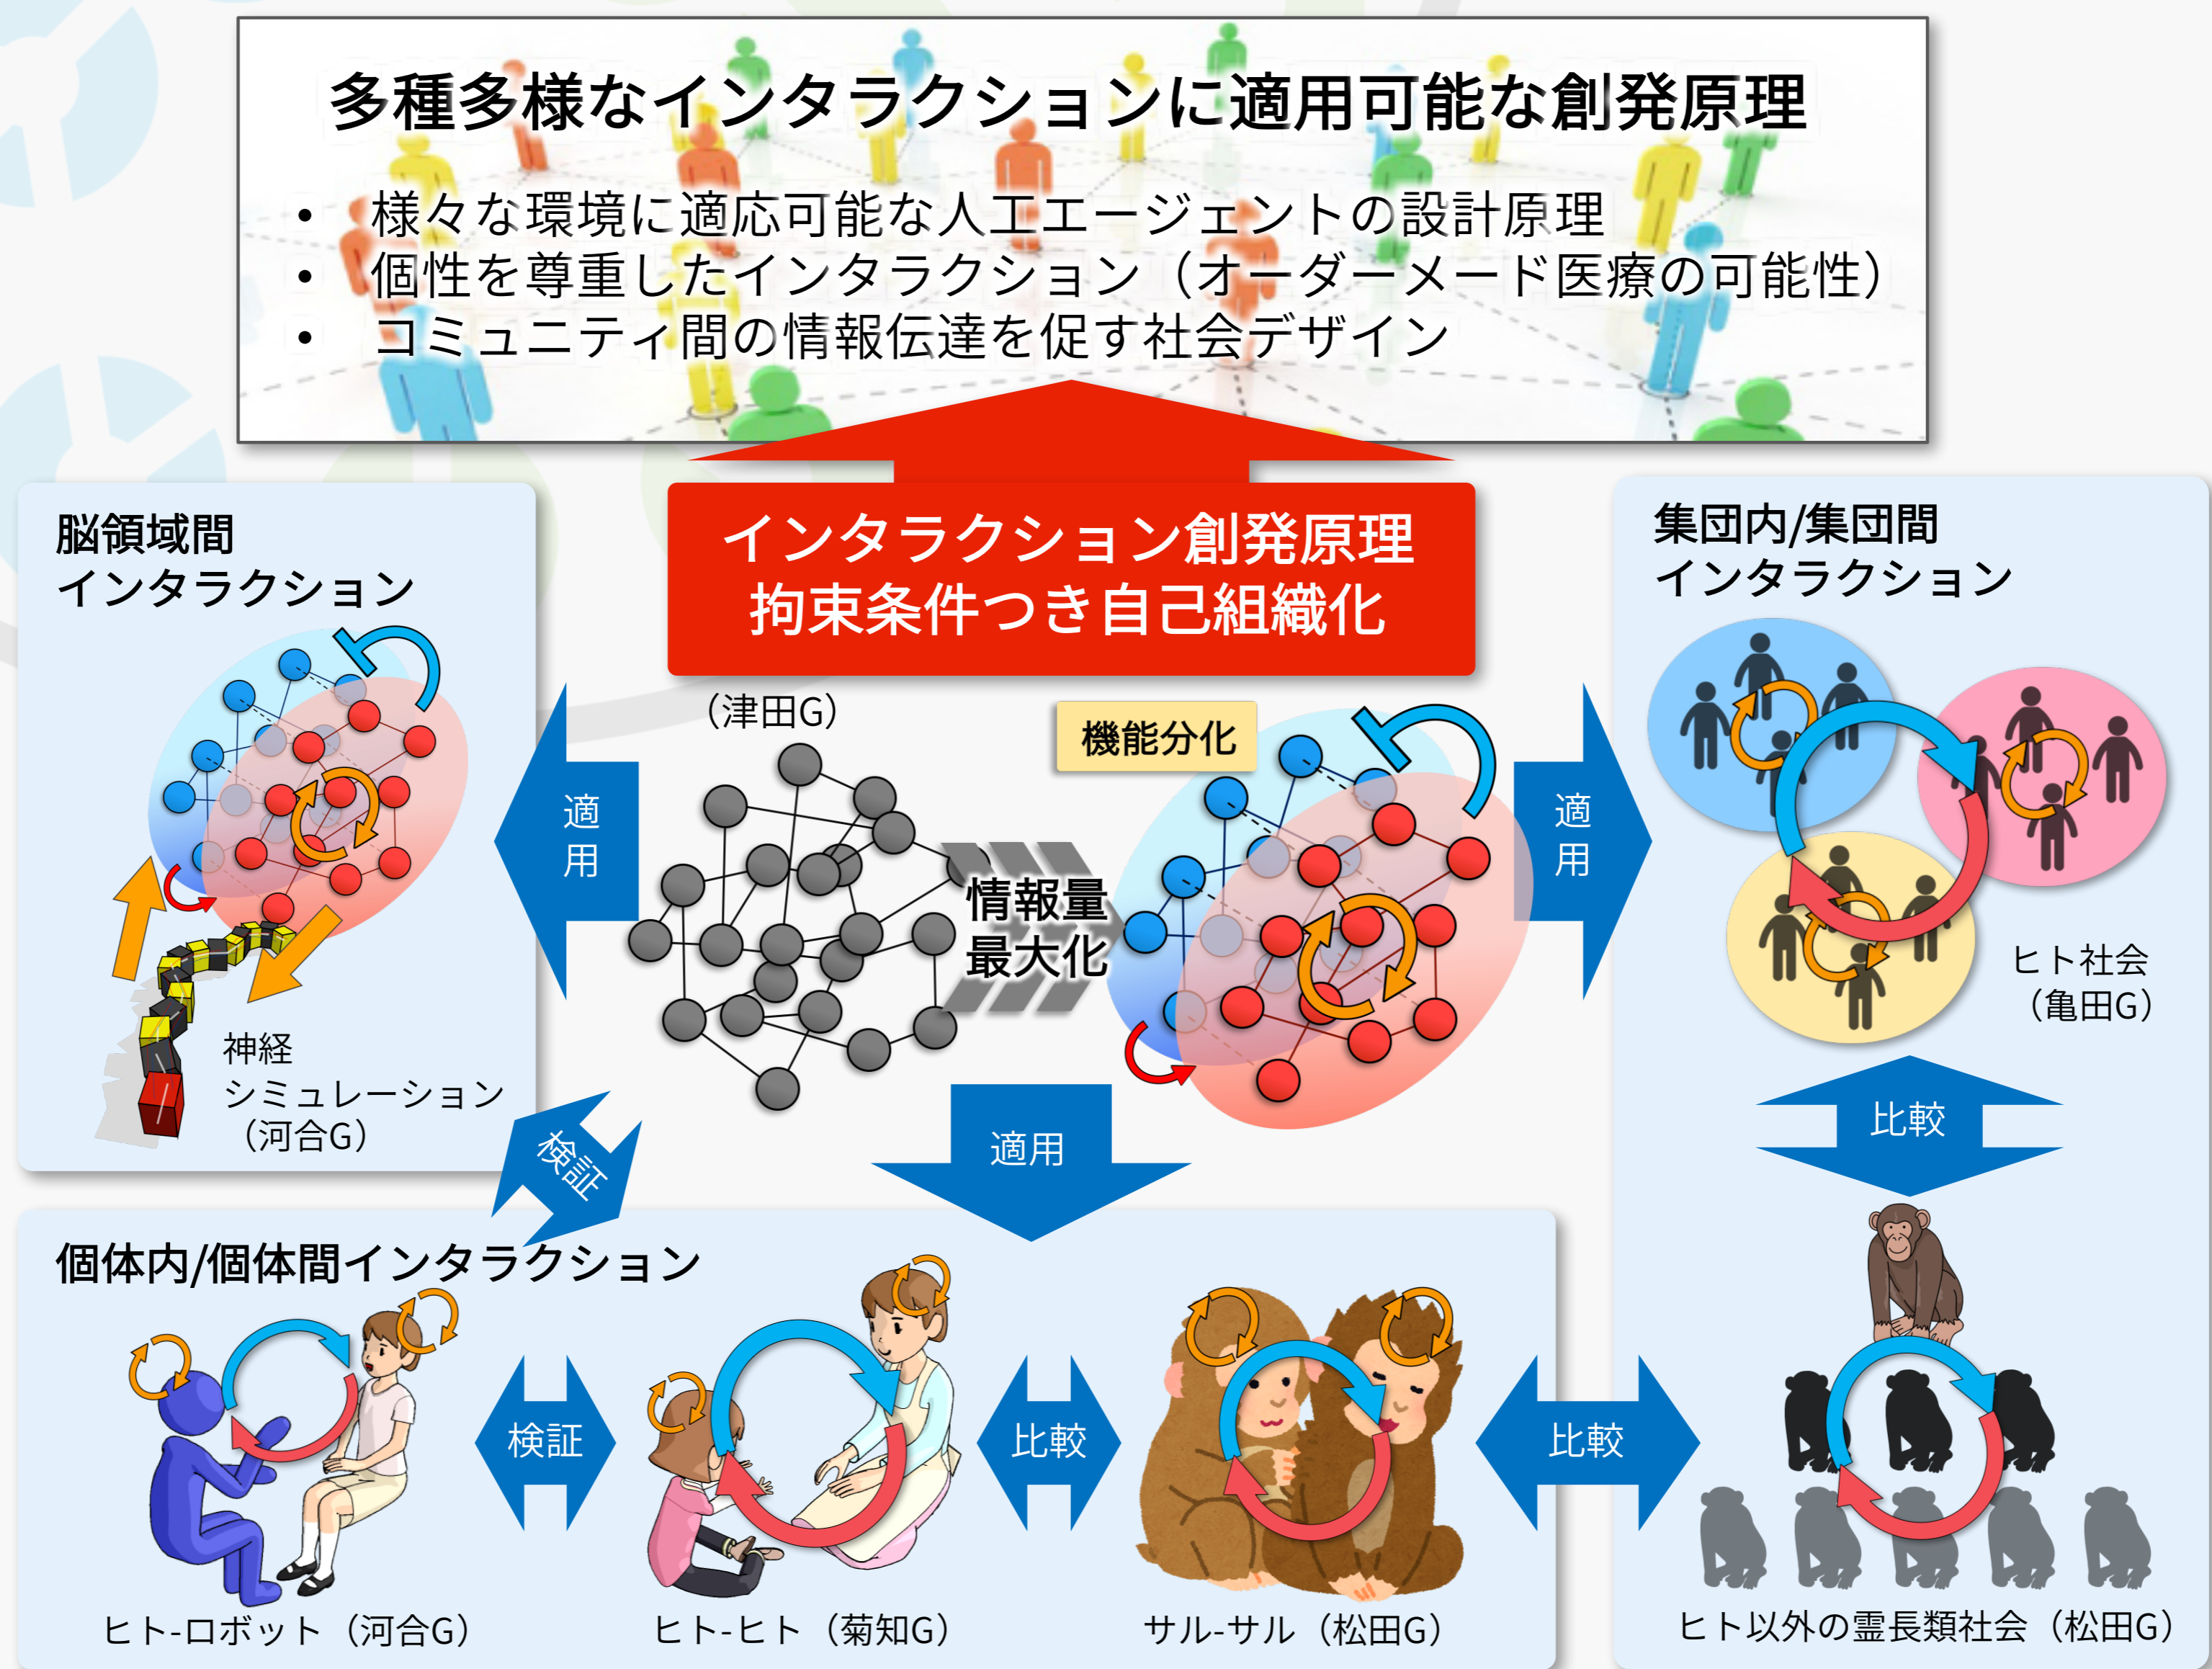 多種多様なインタラクションに適用可能な創発原理
• 様々な環境に適応可能な人工エージェントの設計原理
• 個性を尊重したインタラクション（オーダーメード医療の可能性）
• コミュニティ間の情報伝達を促す社会デザイン
インタラクション創発原理
拘束条件つき自己組織化
脳領域間
インタラクション
神経
シミュレーション
（河合G）
適用
（津田G）
情報量
最大化
機能分化
適用
集団内/集団間
インタラクション
ヒト社会
（亀田G）
比較
検証
適用
個体内/個体間インタラクション
検証
比較
比較
ヒト-ロボット（河合G）
ヒト-ヒト（菊知G）
サル-サル（松田G）
ヒト以外の霊長類社会（松田G）